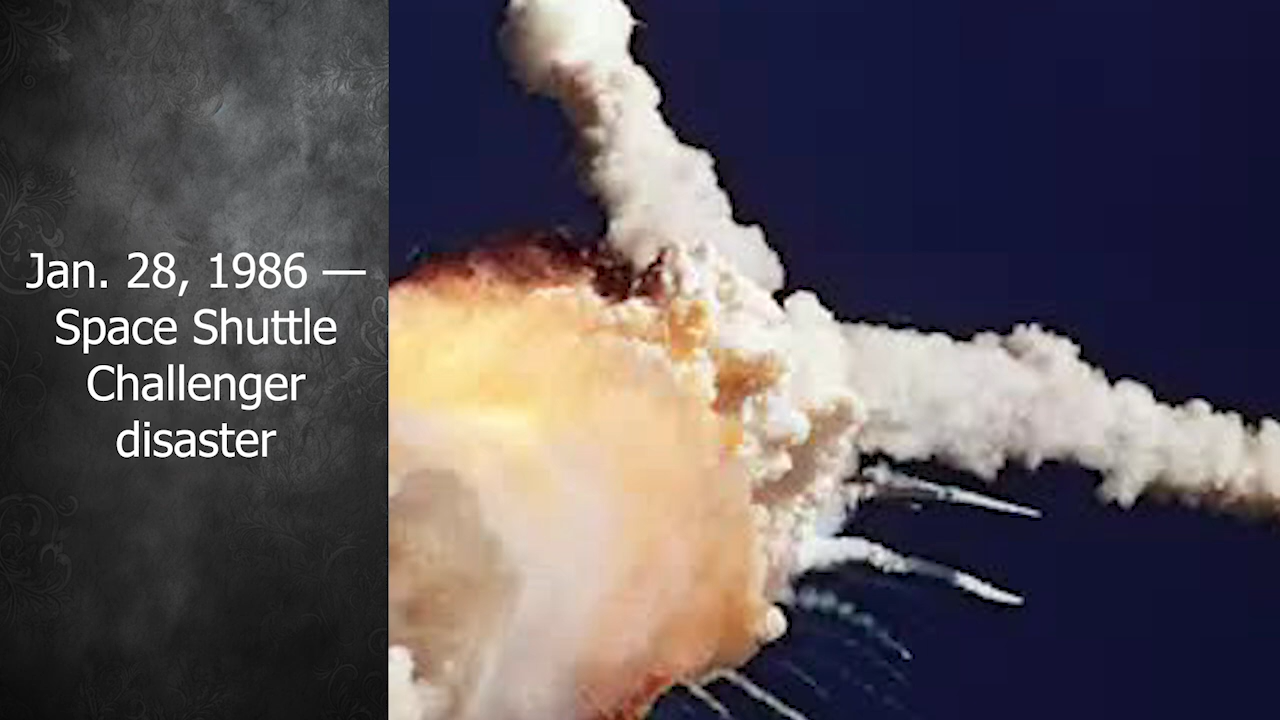 Jan. 28, 1986 —
Space Shuttle
Challenger
disaster